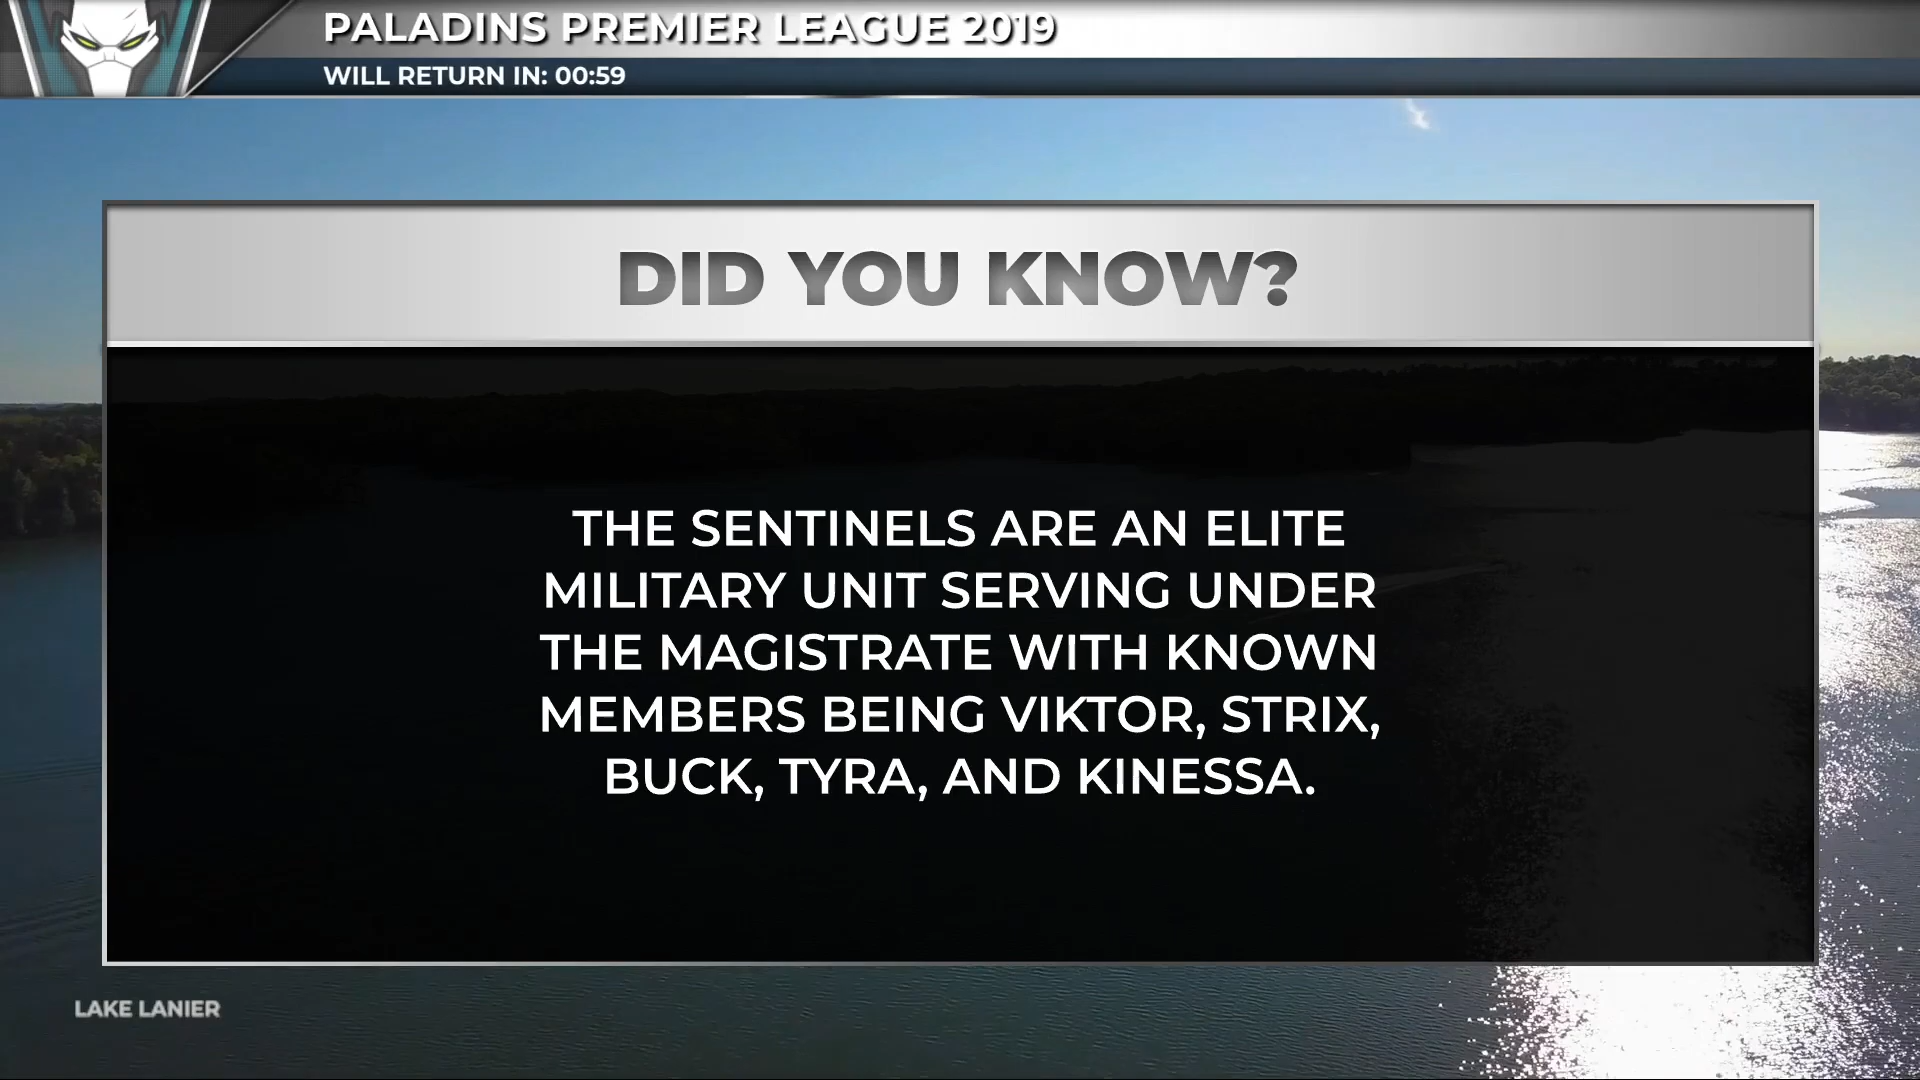 PALADINS PREMIER LEAGUE 2019
WILL RETURN IN: 00:59
DID YOU KNOW?
THE SENTINELS ARE AN ELITE
MILITARY UNIT SERVING UNDER
THE MAGISTRATE WITH KNOWN
MEMBERS BEING VIKTOR, STRIX,
BUCK, TYRA, AND KINESSA.
LAKE LANIER